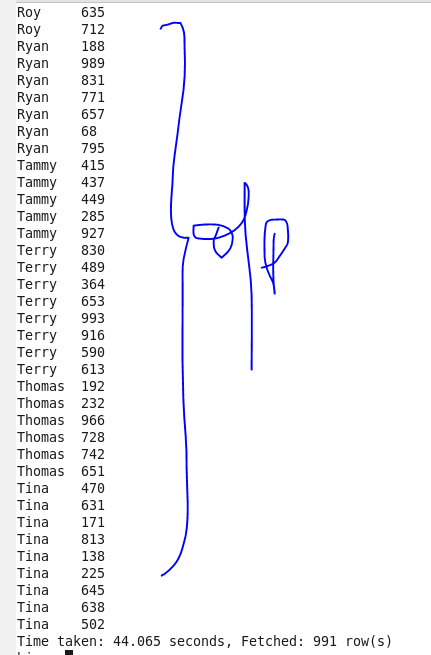 Roy 635
Roy 712
Ryan 188
Ryan 989
Ryan 831
Ryan 771
Ryan 657
Ryan 68
Ryan 795
Tammy 415
Tammy 437
Tammy 449
Tammy 285
Tammy 927
Terry 830
Terry 489
Terry 364
Terry 653
Terry 993
Terry 916
Terry 590
Terry 613
Thomas 192
Thomas 232
Thomas 966
Thomas 728
Thomas 742
Thomas 651
Tina 470
Tina 631
Tina 171
Tina 813
Tina 138
Tina 225
Tina 645
Tina 638
Tina 502
Time taken: 44.065 seconds, Fetched: 991 row(s)